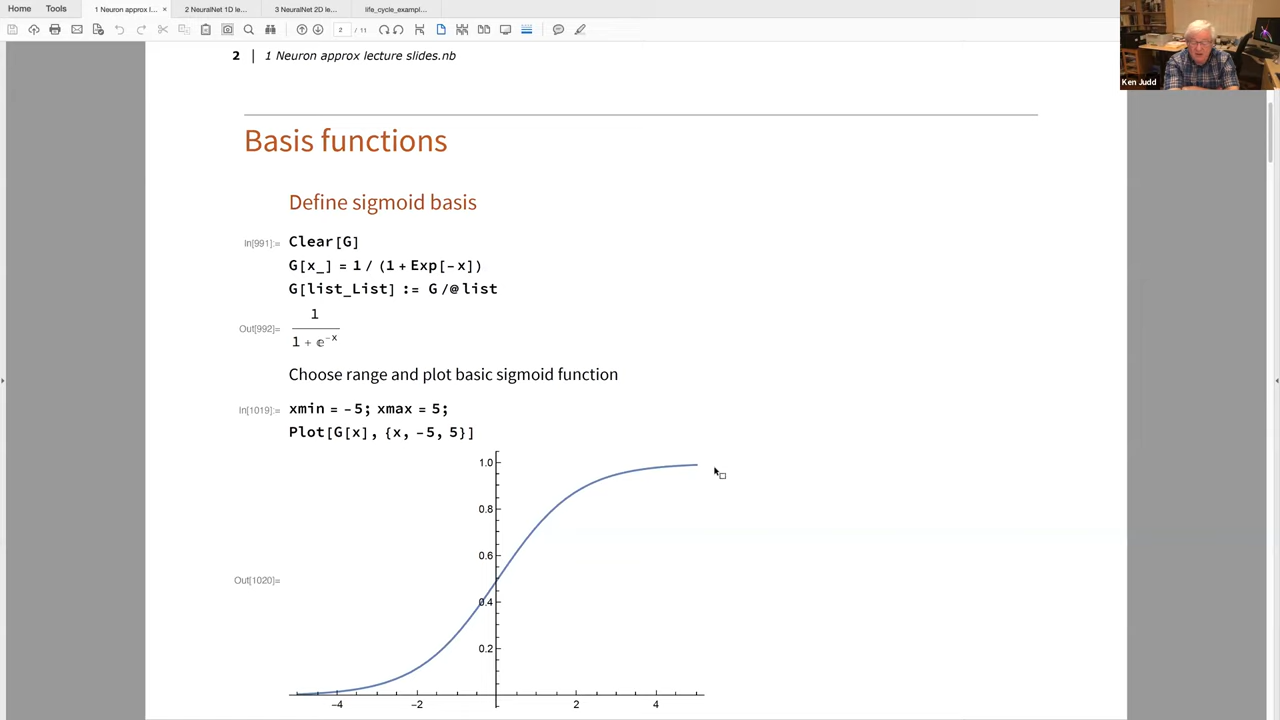 Home Tools 1 Neuron approx l... × 2 NeuralNet 1D le... 3 NeuralNet 2D le... life_cycle_exampl...
2 / 11
Ken Judd
2 | 1 Neuron approx lecture slides.nb
Basis functions
Define sigmoid basis
In[991]:= Clear[G]
G[x_] = 1 / (1 + Exp[-x])
G[list_List] := G /@ list
Out[992]= 1
1 + ⅇ^-x
Choose range and plot basic sigmoid function
In[1019]:= xmin = -5; xmax = 5;
Plot[G[x], {x, -5, 5}]
1.0
0.8
0.6
0.4
0.2
Out[1020]=
-4 -2 2 4